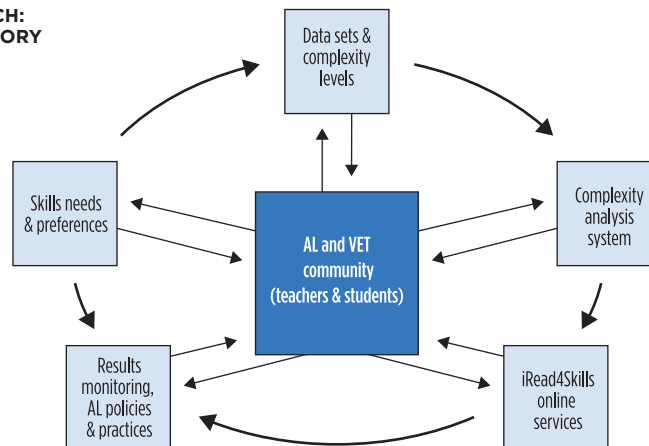 CH:
ORY
Data sets &
complexity
levels
Skills needs
& preferences
AL and VET
community
(teachers & students)
Complexity
analysis
system
Results
monitoring,
AL policies
& practices
iRead4Skills
online
services